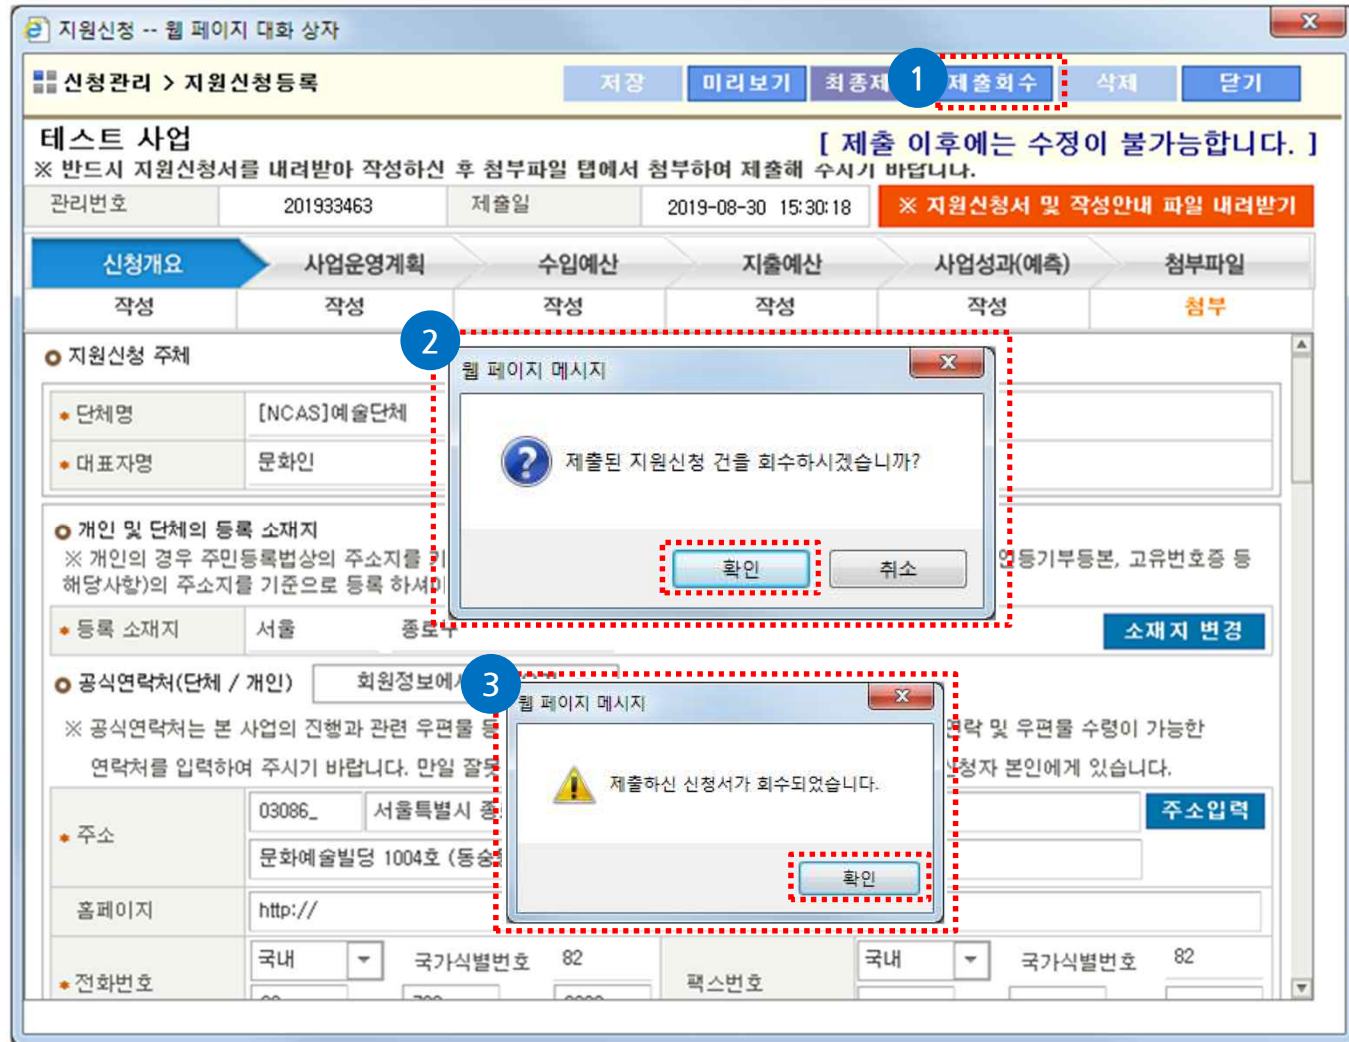 지원신청 -- 웹 페이지 대화 상자
신청관리 > 지원신청등록
저장 미리보기 최종제 1 제출회수 삭제 닫기
테스트 사업
[ 제출 이후에는 수정이 불가능합니다. ]
※ 반드시 지원신청서를 내려받아 작성하신 후 첨부파일 탭에서 첨부하여 제출해 주시기 바랍니다.
관리번호 201933463 제출일 2019-08-30 15:30:18 ※ 지원신청서 및 작성안내 파일 내려받기
신청개요 사업운영계획 수입예산 지출예산 사업성과(예측) 첨부파일
작성 작성 작성 작성 작성 첨부
지원신청 주체
2
웹 페이지 메시지
* 단체명 [NCAS]예술단체
* 대표자명 문화인
제출된 지원신청 건을 회수하시겠습니까?
확인 취소
개인 및 단체의 등록 소재지
※ 개인의 경우 주민등록법상의 주소지를 기 인등기부등본, 고유번호증 등
해당사항)의 주소지를 기준으로 등록 하셔야
* 등록 소재지 서울 종로구 소재지 변경
공식연락처(단체 / 개인) 회원정보에서
3
웹 페이지 메시지
※ 공식연락처는 본 사업의 진행과 관련 우편물 등 연락 및 우편물 수령이 가능한
연락처를 입력하여 주시기 바랍니다. 만일 잘못 신청자 본인에게 있습니다.
제출하신 신청서가 회수되었습니다.
확인
* 주소 03086_ 서울특별시 종 주소입력
문화예술빌딩 1004호 (동숭
홈페이지 http://
* 전화번호 국내 국가식별번호 82 팩스번호 국내 국가식별번호 82